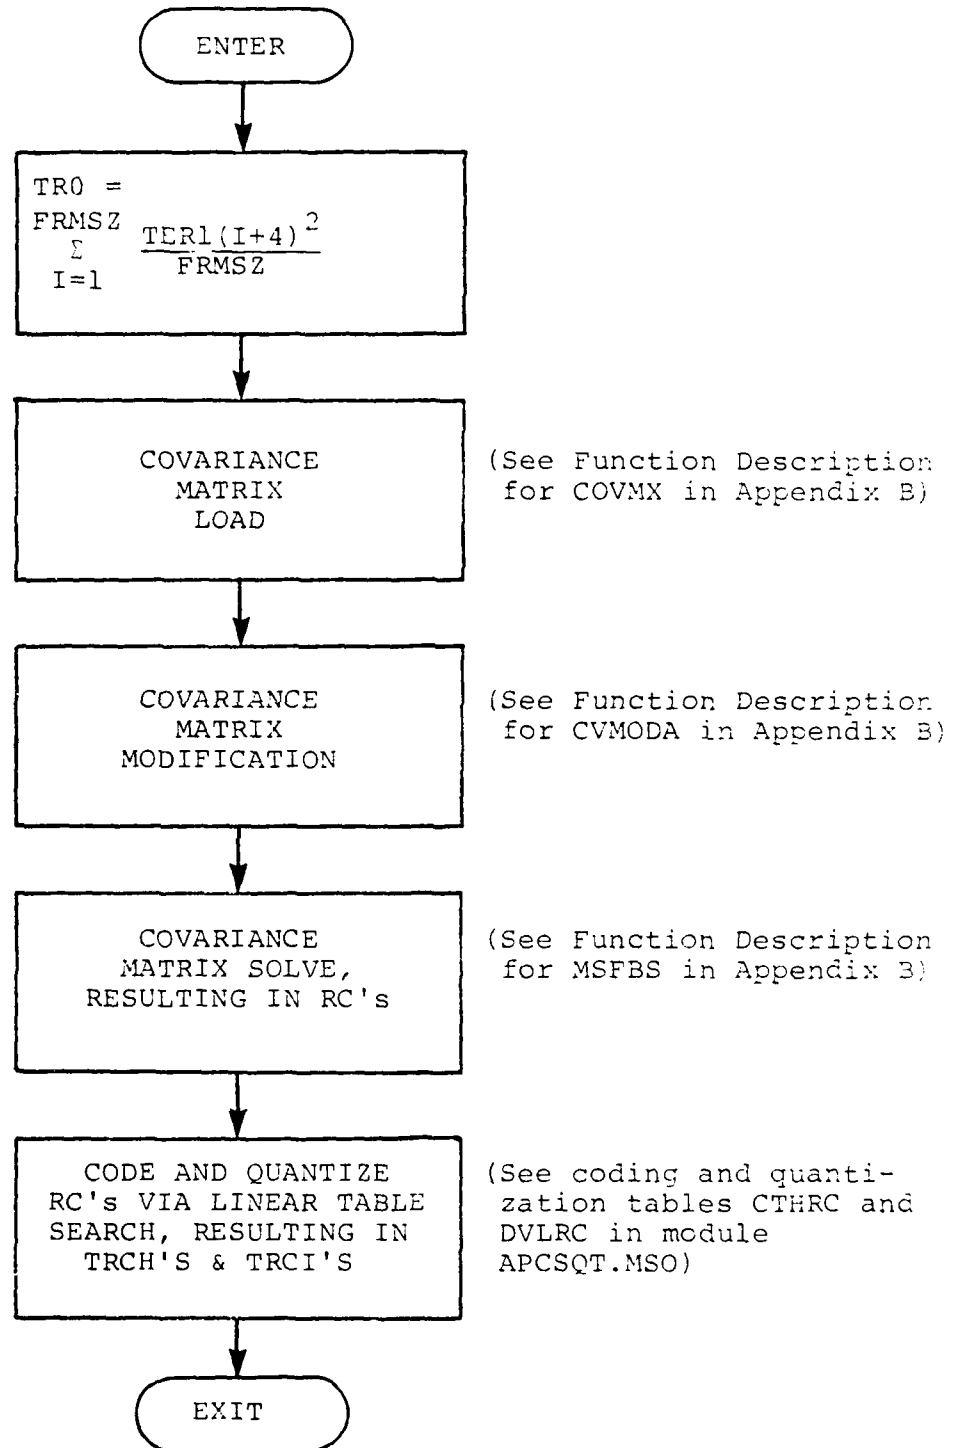 ENTER
TR0 =
FRMSZ
Σ
I=1
TER1(I+4)²
FRMSZ
COVARIANCE
MATRIX
LOAD
(See Function Description
for COVMX in Appendix B)
COVARIANCE
MATRIX
MODIFICATION
(See Function Description
for CVMODA in Appendix B)
COVARIANCE
MATRIX SOLVE,
RESULTING IN RC's
(See Function Description
for MSFBS in Appendix B)
CODE AND QUANTIZE
RC's VIA LINEAR TABLE
SEARCH, RESULTING IN
TRCH'S & TRCI'S
(See coding and quanti-
zation tables CTHRC and
DVLRC in module
APCSQT.MSO)
EXIT